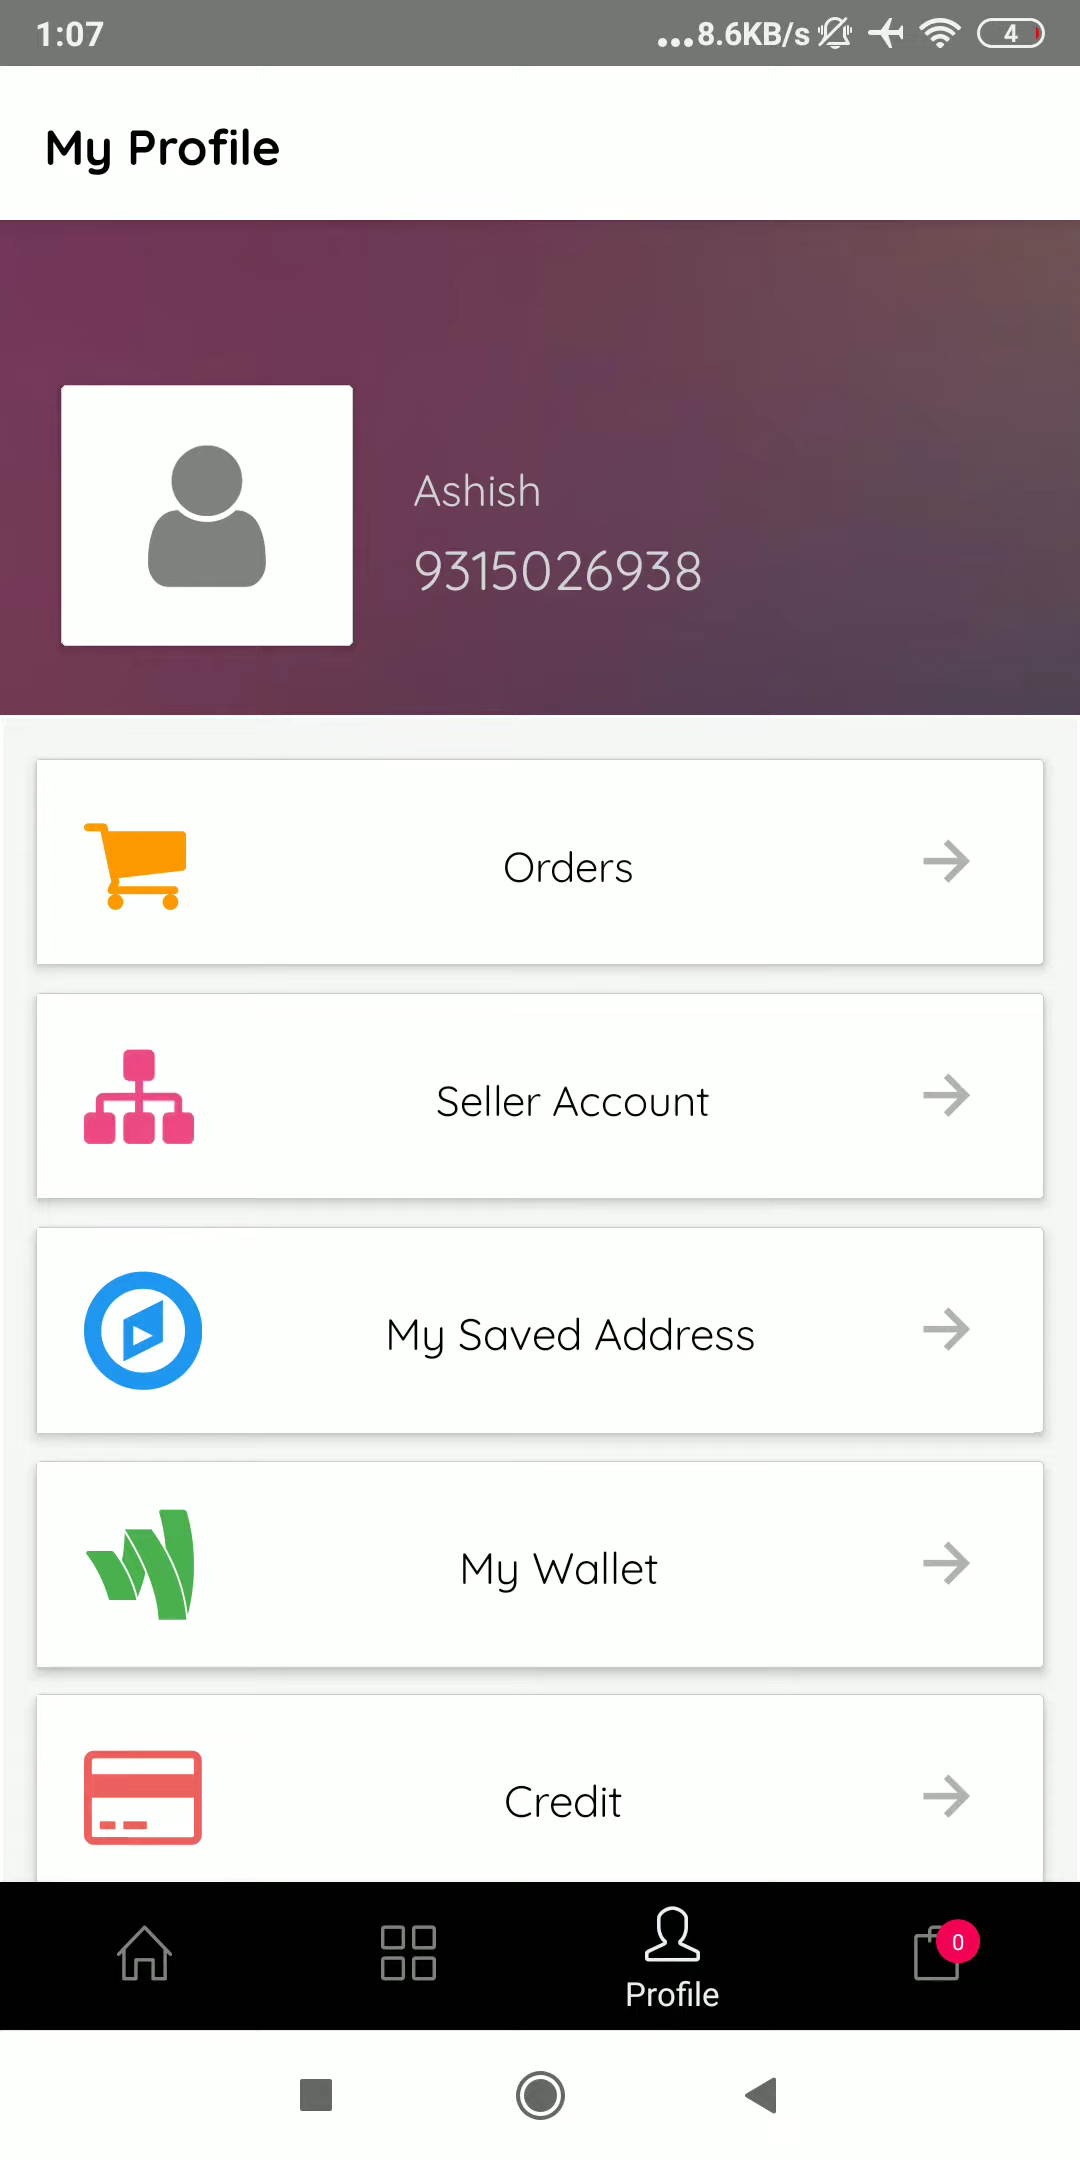 1:07
...8.6KB/s 4
My Profile
Ashish
9315026938
Orders
Seller Account
My Saved Address
My Wallet
Credit
0
Profile